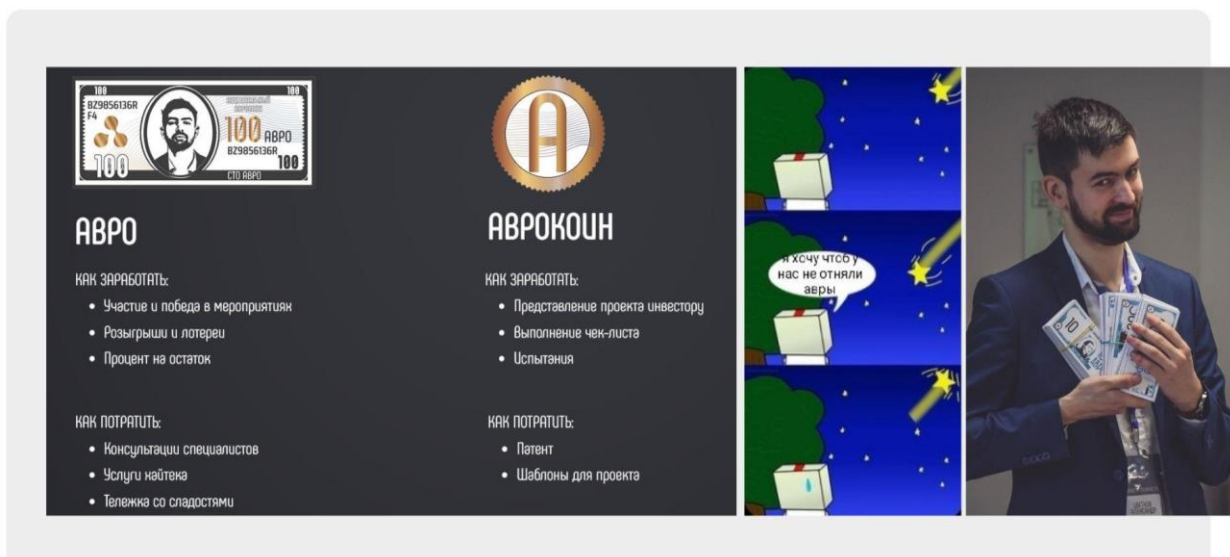 100
100
BZ9856136R
F4
100 АВРО
BZ9856136R
100
100
СТО АВРО
АВРО
КАК ЗАРАБОТАТЬ:
• Участие и победа в мероприятиях
• Розыгрыши и лотереи
• Процент на остаток
КАК ПОТРАТИТЬ:
• Консультации специалистов
• Услуги хайтека
• Тележка со сладостями
А
АВРОКОИН
КАК ЗАРАБОТАТЬ:
• Представление проекта инвестору
• Выполнение чек-листа
• Испытания
КАК ПОТРАТИТЬ:
• Патент
• Шаблоны для проекта
я хочу чтоб у
нас не отняли
авры
10